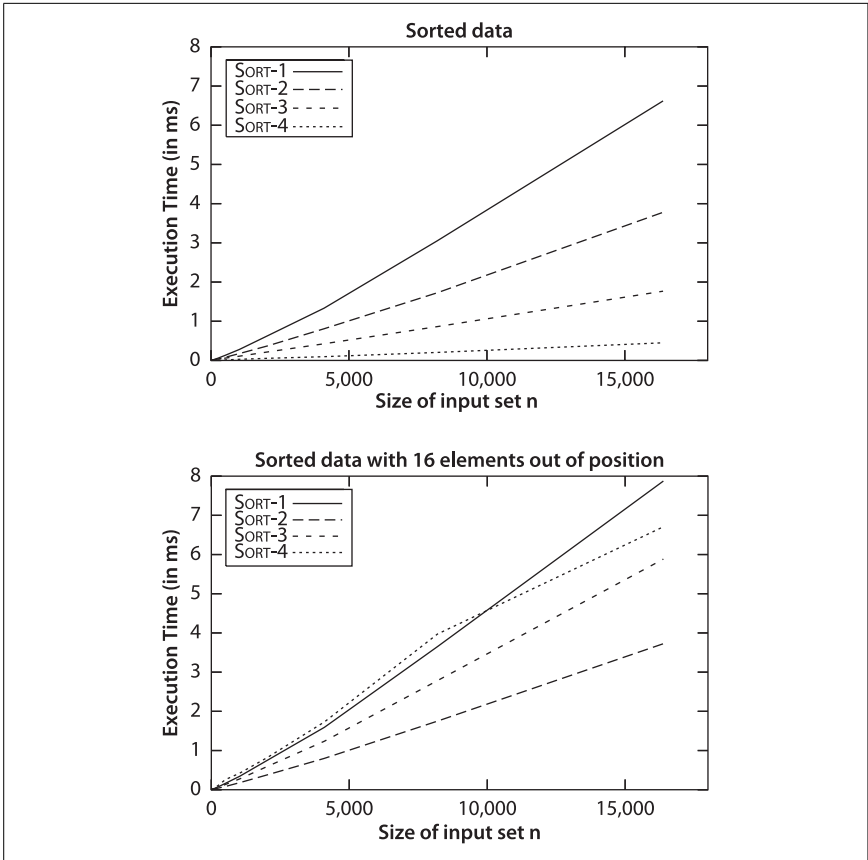 Sorted data
8
7
6
5
4
3
2
1
0
Execution Time (in ms)
SORT-1
SORT-2
SORT-3
SORT-4
0
5,000
10,000
15,000
Size of input set n
Sorted data with 16 elements out of position
8
7
6
5
4
3
2
1
0
Execution Time (in ms)
SORT-1
SORT-2
SORT-3
SORT-4
0
5,000
10,000
15,000
Size of input set n